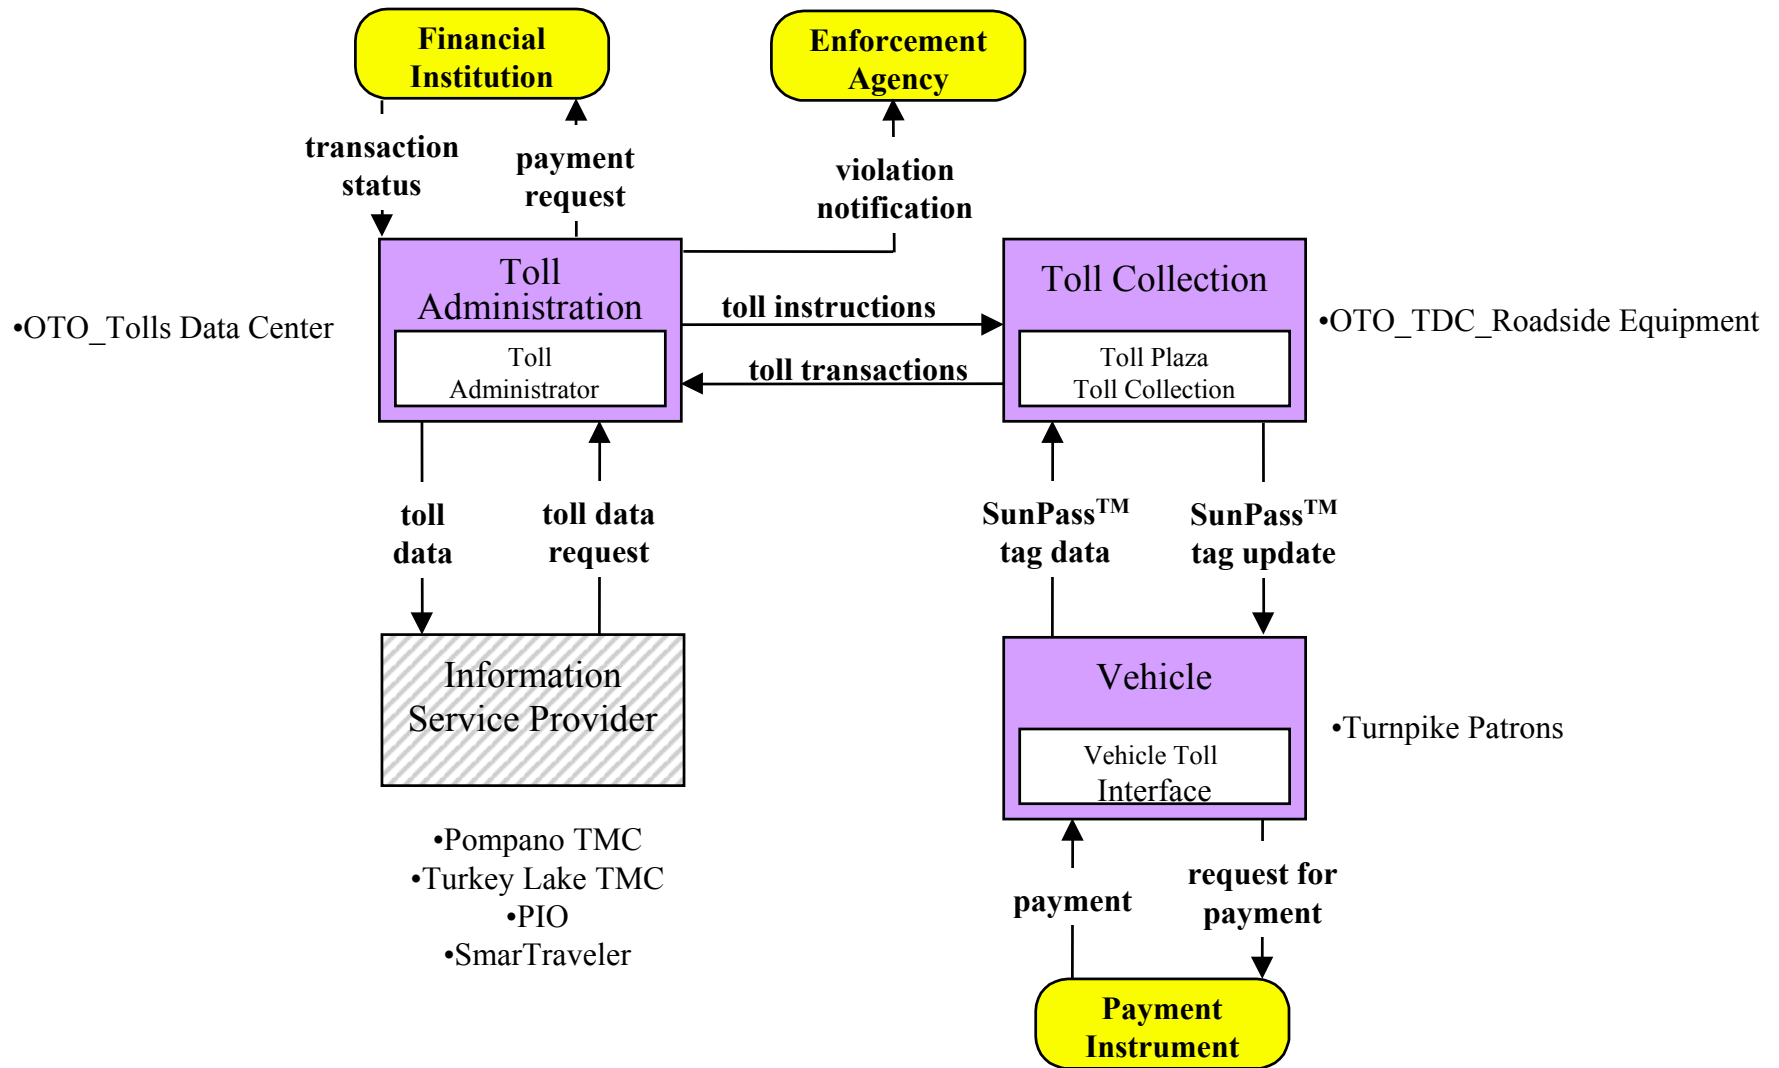 Financial
Institution
Enforcement
Agency
transaction
status
payment
request
violation
notification
Toll
Administration
Toll
Administrator
•OTO_Tolls Data Center
toll instructions
toll transactions
Toll Collection
Toll Plaza
Toll Collection
•OTO_TDC_Roadside Equipment
toll
data
toll data
request
SunPass™
tag data
SunPass™
tag update
Information
Service Provider
Vehicle
Vehicle Toll
Interface
•Turnpike Patrons
•Pompano TMC
•Turkey Lake TMC
•PIO
•SmarTraveler
payment
request for
payment
Payment
Instrument